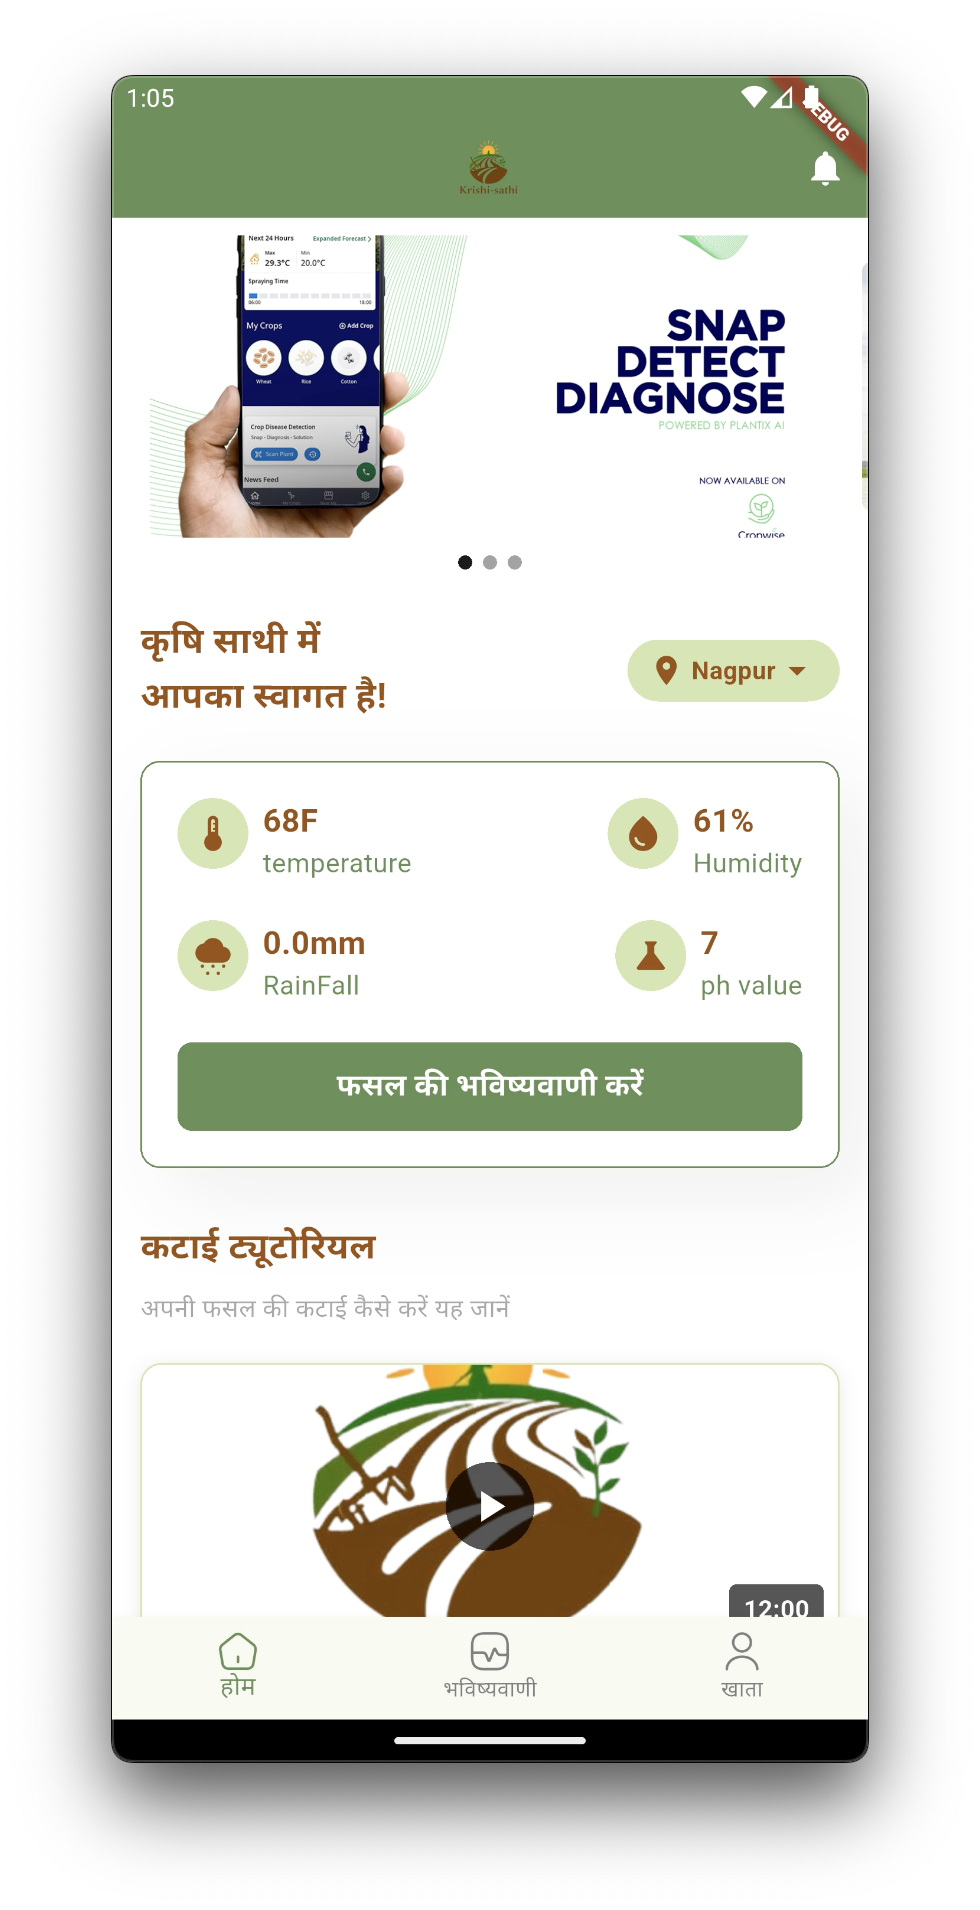 1:05
DEBUG
Krishi-sathi
Next 24 Hours Expanded Forecast >
Max Min
29.3°C 20.0°C
Spraying Time
06:00 18:00
My Crops Add Crop
Wheat Rice Cotton
Crop Disease Detection
Snap - Diagnosis - Solution
Scan Plant
News Feed
SNAP
DETECT
DIAGNOSE
POWERED BY PLANTIX AI
NOW AVAILABLE ON
Cropwise
कृषि साथी में
आपका स्वागत है!
Nagpur
68F
temperature
61%
Humidity
0.0mm
RainFall
7
ph value
फसल की भविष्यवाणी करें
कटाई ट्यूटोरियल
अपनी फसल की कटाई कैसे करें यह जानें
12:00
होम भविष्यवाणी खाता